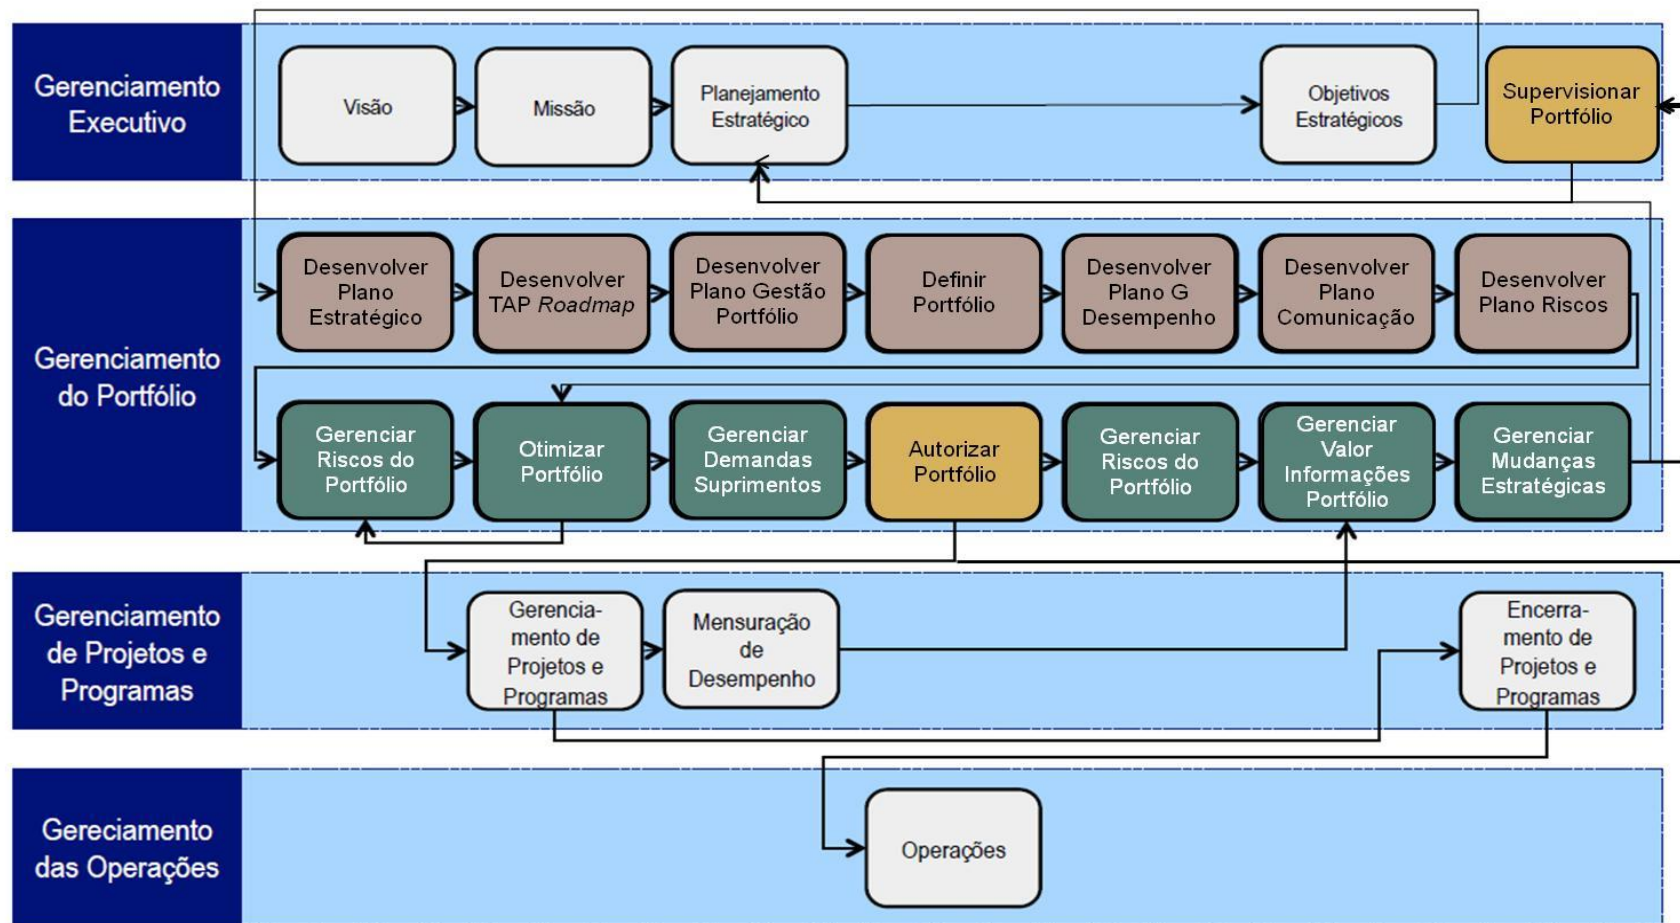 Gerenciamento
Executivo
Visão
Missão
Planejamento
Estratégico
Objetivos
Estratégicos
Supervisionar
Portfólio
Gerenciamento
do Portfólio
Desenvolver
Plano
Estratégico
Desenvolver
TAP Roadmap
Desenvolver
Plano Gestão
Portfólio
Definir
Portfólio
Desenvolver
Plano G
Desempenho
Desenvolver
Plano
Comunicação
Desenvolver
Plano Riscos
Gerenciar
Riscos do
Portfólio
Otimizar
Portfólio
Gerenciar
Demandas
Suprimentos
Autorizar
Portfólio
Gerenciar
Riscos do
Portfólio
Gerenciar
Valor
Informações
Portfólio
Gerenciar
Mudanças
Estratégicas
Gerenciamento
de Projetos e
Programas
Gerencia-
mento de
Projetos e
Programas
Mensuração
de
Desempenho
Encerra-
mento de
Projetos e
Programas
Gereciamento
das Operações
Operações